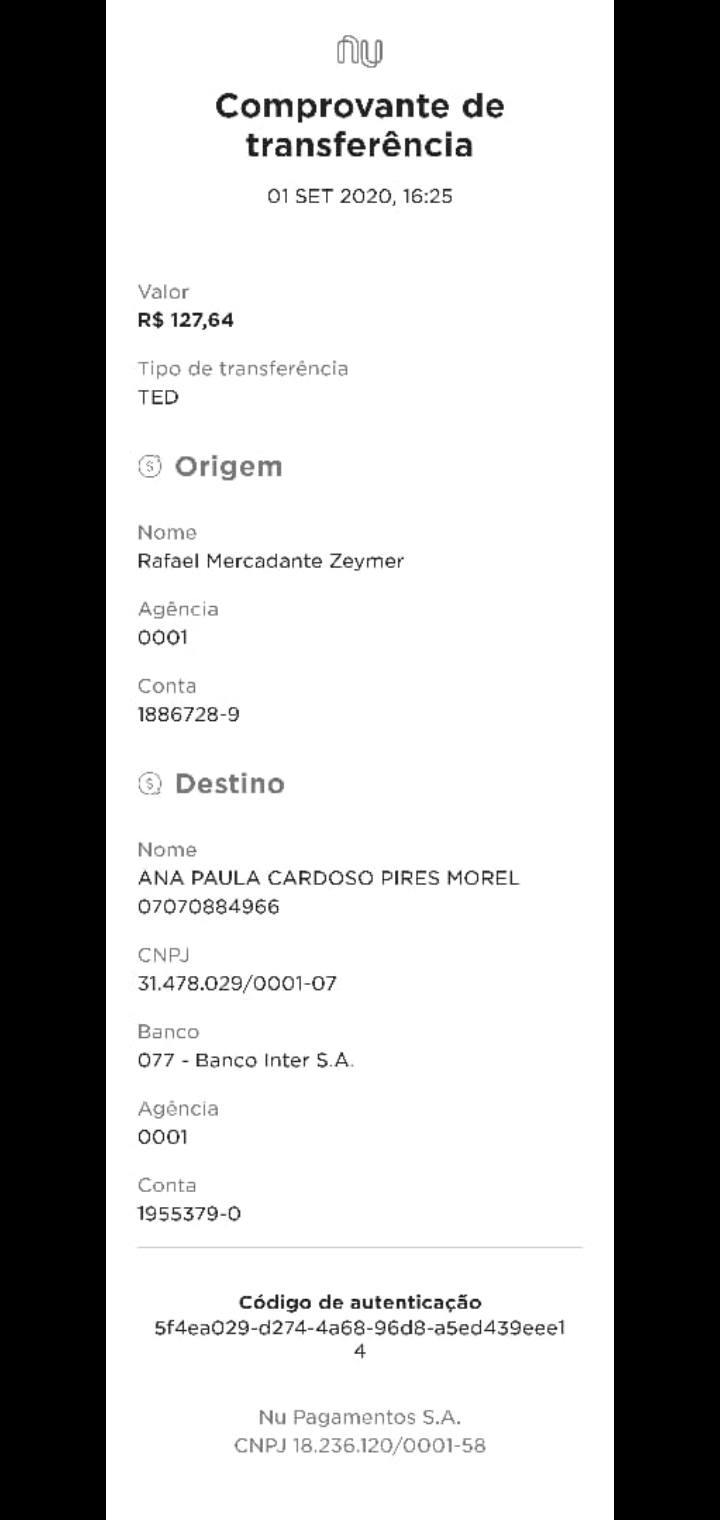 nu
Comprovante de
transferência
01 SET 2020, 16:25
Valor
R$ 127,64
Tipo de transferência
TED
Origem
Nome
Rafael Mercadante Zeymer
Agência
0001
Conta
1886728-9
Destino
Nome
ANA PAULA CARDOSO PIRES MOREL
07070884966
CNPJ
31.478.029/0001-07
Banco
077 - Banco Inter S.A.
Agência
0001
Conta
1955379-0
Código de autenticação
5f4ea029-d274-4a68-96d8-a5ed439eee1
4
Nu Pagamentos S.A.
CNPJ 18.236.120/0001-58